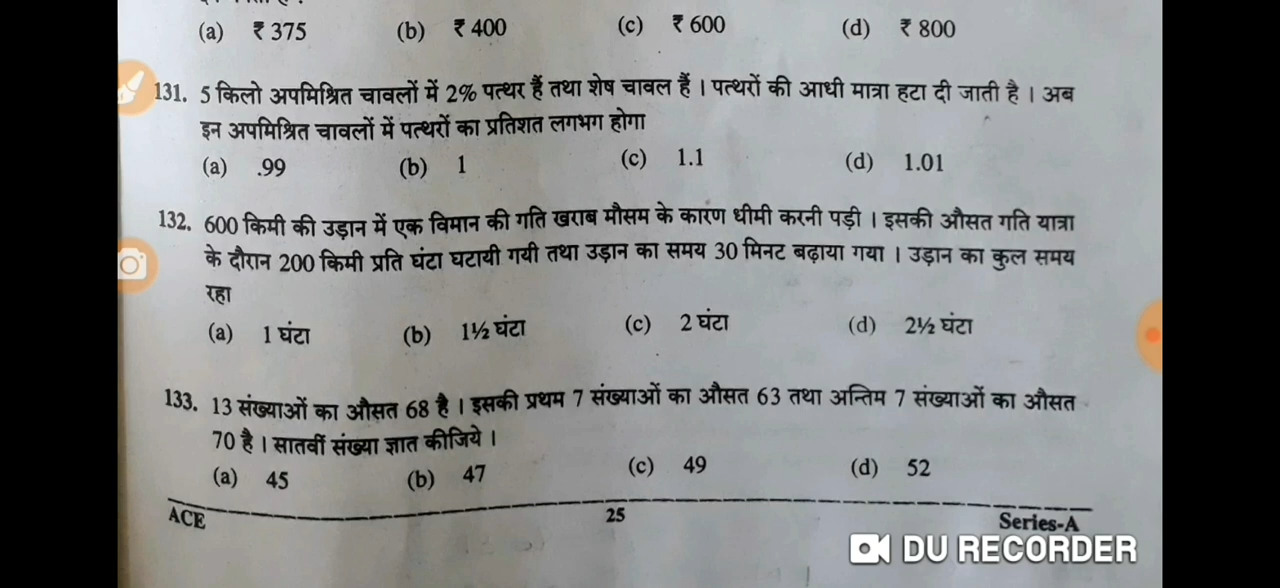 (a) ₹ 375 (b) ₹ 400 (c) ₹ 600 (d) ₹ 800
131. 5 किलो अपमिश्रित चावलों में 2% पत्थर हैं तथा शेष चावल हैं । पत्थरों की आधी मात्रा हटा दी जाती है । अब
इन अपमिश्रित चावलों में पत्थरों का प्रतिशत लगभग होगा
(a) .99 (b) 1 (c) 1.1 (d) 1.01
132. 600 किमी की उड़ान में एक विमान की गति खराब मौसम के कारण धीमी करनी पड़ी । इसकी औसत गति यात्रा
के दौरान 200 किमी प्रति घंटा घटायी गयी तथा उड़ान का समय 30 मिनट बढ़ाया गया । उड़ान का कुल समय
रहा
(a) 1 घंटा (b) 1½ घंटा (c) 2 घंटा (d) 2½ घंटा
133. 13 संख्याओं का औसत 68 है । इसकी प्रथम 7 संख्याओं का औसत 63 तथा अन्तिम 7 संख्याओं का औसत
70 है । सातवीं संख्या ज्ञात कीजिये ।
(a) 45 (b) 47 (c) 49 (d) 52
ACE 25 Series-A
DU RECORDER